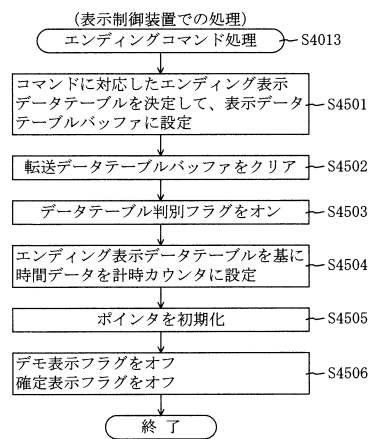 (表示制御装置での処理)
エンディングコマンド処理 S4013
コマンドに対応したエンディング表示
データテーブルを決定して、表示データ
テーブルバッファに設定 S4501
転送データテーブルバッファをクリア S4502
データテーブル判別フラグをオン S4503
エンディング表示データテーブルを基に
時間データを計時カウンタに設定 S4504
ポインタを初期化 S4505
デモ表示フラグをオフ
確定表示フラグをオフ S4506
終了